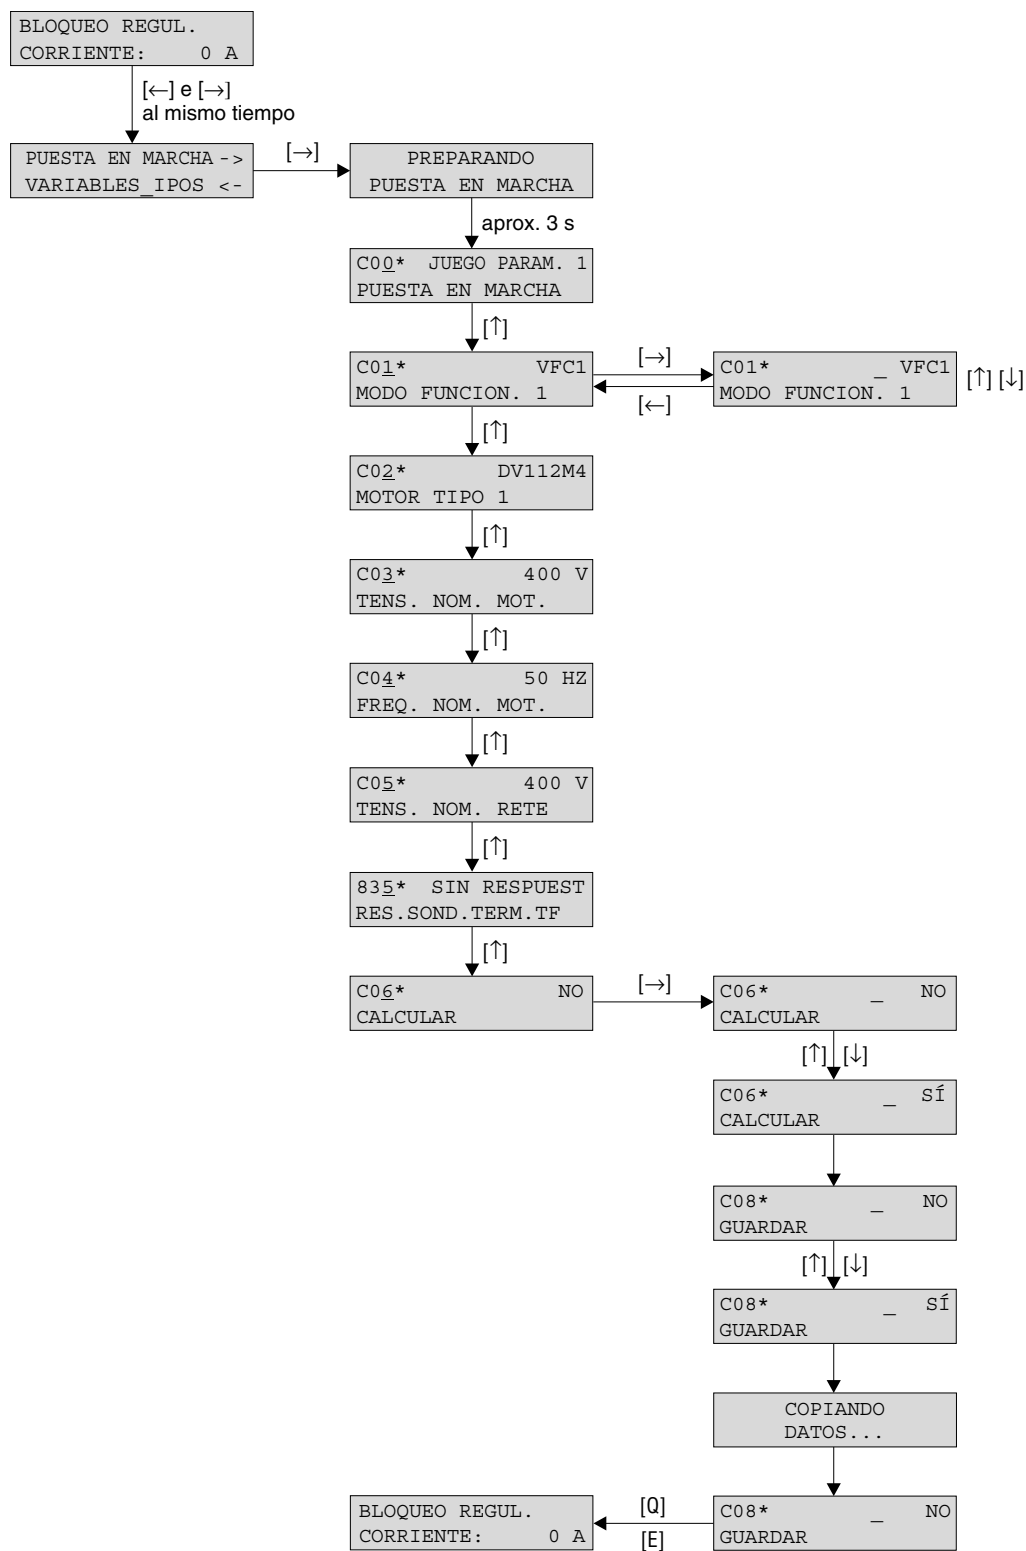 BLOQUEO REGUL.
CORRIENTE: 0 A
[←] e [→]
al mismo tiempo
PUESTA EN MARCHA ->
VARIABLES_IPOS <-
[→]
PREPARANDO
PUESTA EN MARCHA
aprox. 3 s
C00* JUEGO PARAM. 1
PUESTA EN MARCHA
[↑]
C01* VFC1
MODO FUNCION. 1
[→]
[←]
C01* _ VFC1
MODO FUNCION. 1
[↑] [↓]
[↑]
C02* DV112M4
MOTOR TIPO 1
[↑]
C03* 400 V
TENS. NOM. MOT.
[↑]
C04* 50 HZ
FREQ. NOM. MOT.
[↑]
C05* 400 V
TENS. NOM. RETE
[↑]
835* SIN RESPUEST
RES.SOND.TERM.TF
[↑]
C06* NO
CALCULAR
[→]
C06* _ NO
CALCULAR
[↑] [↓]
C06* _ SÍ
CALCULAR
C08* _ NO
GUARDAR
[↑] [↓]
C08* _ SÍ
GUARDAR
COPIANDO
DATOS...
C08* _ NO
GUARDAR
[Q]
[E]
BLOQUEO REGUL.
CORRIENTE: 0 A